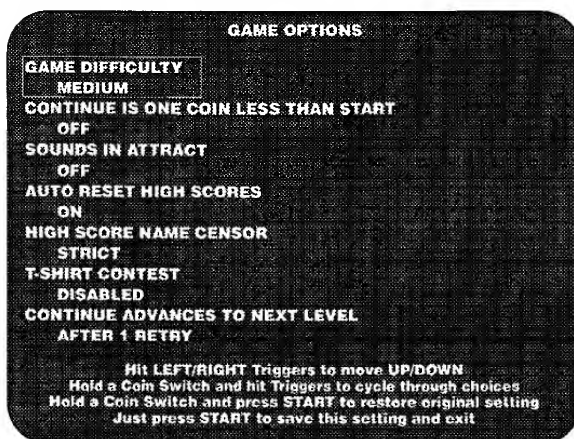 GAME OPTIONS
GAME DIFFICULTY
MEDIUM
CONTINUE IS ONE COIN LESS THAN START
OFF
SOUNDS IN ATTRACT
OFF
AUTO RESET HIGH SCORES
ON
HIGH SCORE NAME CENSOR
STRICT
T-SHIRT CONTEST
DISABLED
CONTINUE ADVANCES TO NEXT LEVEL
AFTER 1 RETRY
Hit LEFT/RIGHT Triggers to move UP/DOWN
Hold a Coin Switch and hit Triggers to cycle through choices
Hold a Coin Switch and press START to restore original setting
Just press START to save this setting and exit